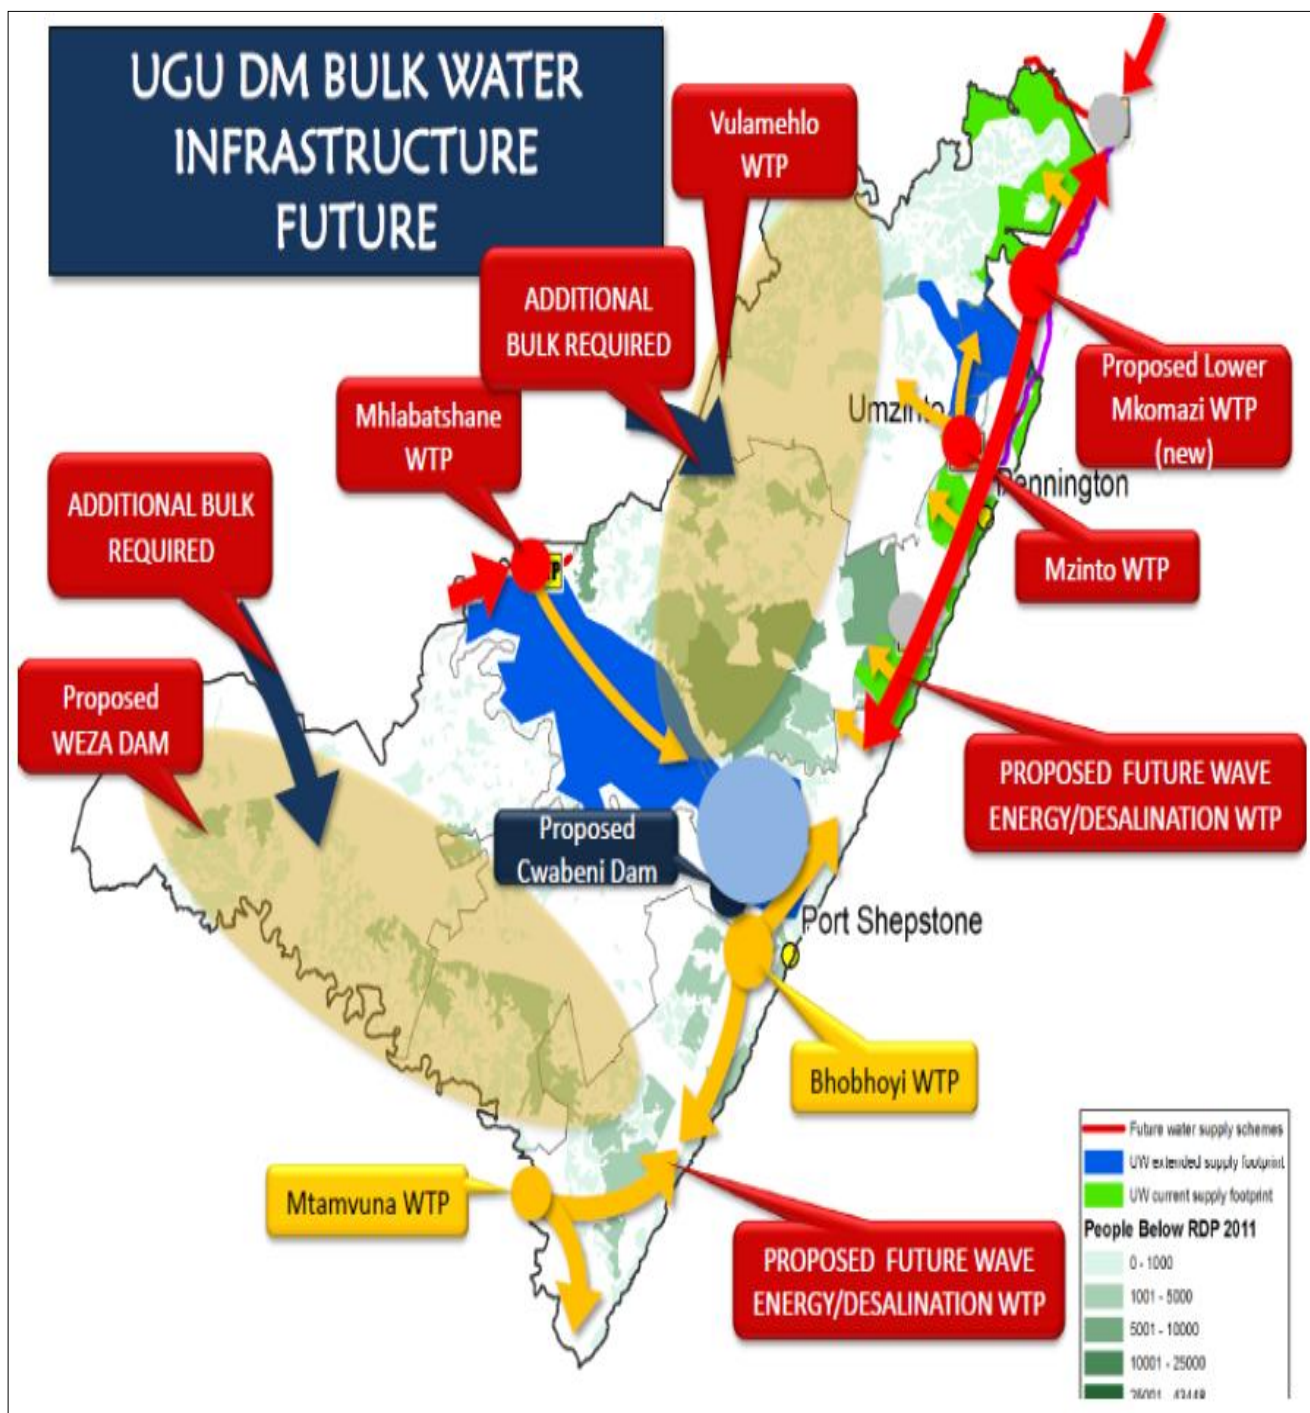 UGU DM BULK WATER
INFRASTRUCTURE
FUTURE
Vulamehlo
WTP
ADDITIONAL
BULK REQUIRED
Mhlabatshane
WTP
ADDITIONAL BULK
REQUIRED
Proposed
WEZA DAM
Umzinto
Proposed Lower
Mkomazi WTP
(new)
Pennington
Mzinto WTP
PROPOSED FUTURE WAVE
ENERGY/DESALINATION WTP
Proposed
Cwabeni Dam
Port Shepstone
Bhobhoyi WTP
Mtamvuna WTP
PROPOSED FUTURE WAVE
ENERGY/DESALINATION WTP
Future water supply schemes
UW extended supply footprint
UW current supply footprint
People Below RDP 2011
0 - 1000
1001 - 5000
5001 - 10000
10001 - 25000
25001 - 43448